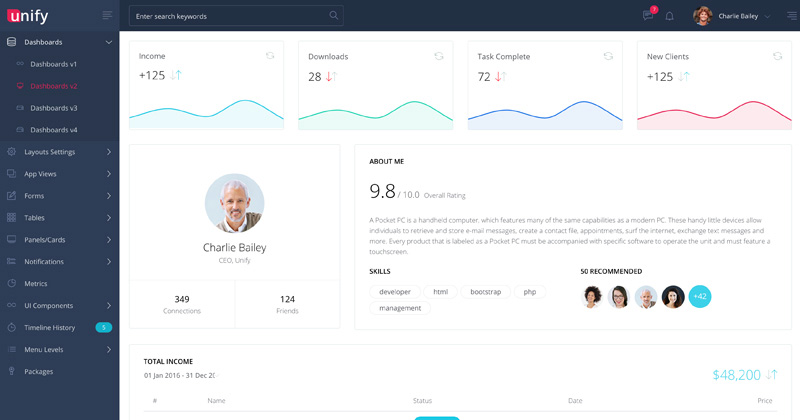 unify
Enter search keywords
7
Charlie Bailey
Dashboards
Dashboards v1
Dashboards v2
Dashboards v3
Dashboards v4
Layouts Settings
App Views
Forms
Tables
Panels/Cards
Notifications
Metrics
UI Components
Timeline History 5
Menu Levels
Packages
Income
+125
Downloads
28
Task Complete
72
New Clients
+125
Charlie Bailey
CEO, Unify
349
Connections
124
Friends
ABOUT ME
9.8 / 10.0 Overall Rating
A Pocket PC is a handheld computer, which features many of the same capabilities as a modern PC. These handy little devices allow
individuals to retrieve and store e-mail messages, create a contact file, appointments, surf the internet, exchange text messages and
more. Every product that is labeled as a Pocket PC must be accompanied with specific software to operate the unit and must feature a
touchscreen.
SKILLS
developer html bootstrap php
management
50 RECOMMENDED
+42
TOTAL INCOME
01 Jan 2016 - 31 Dec 20
$48,200
# Name Status Date Price